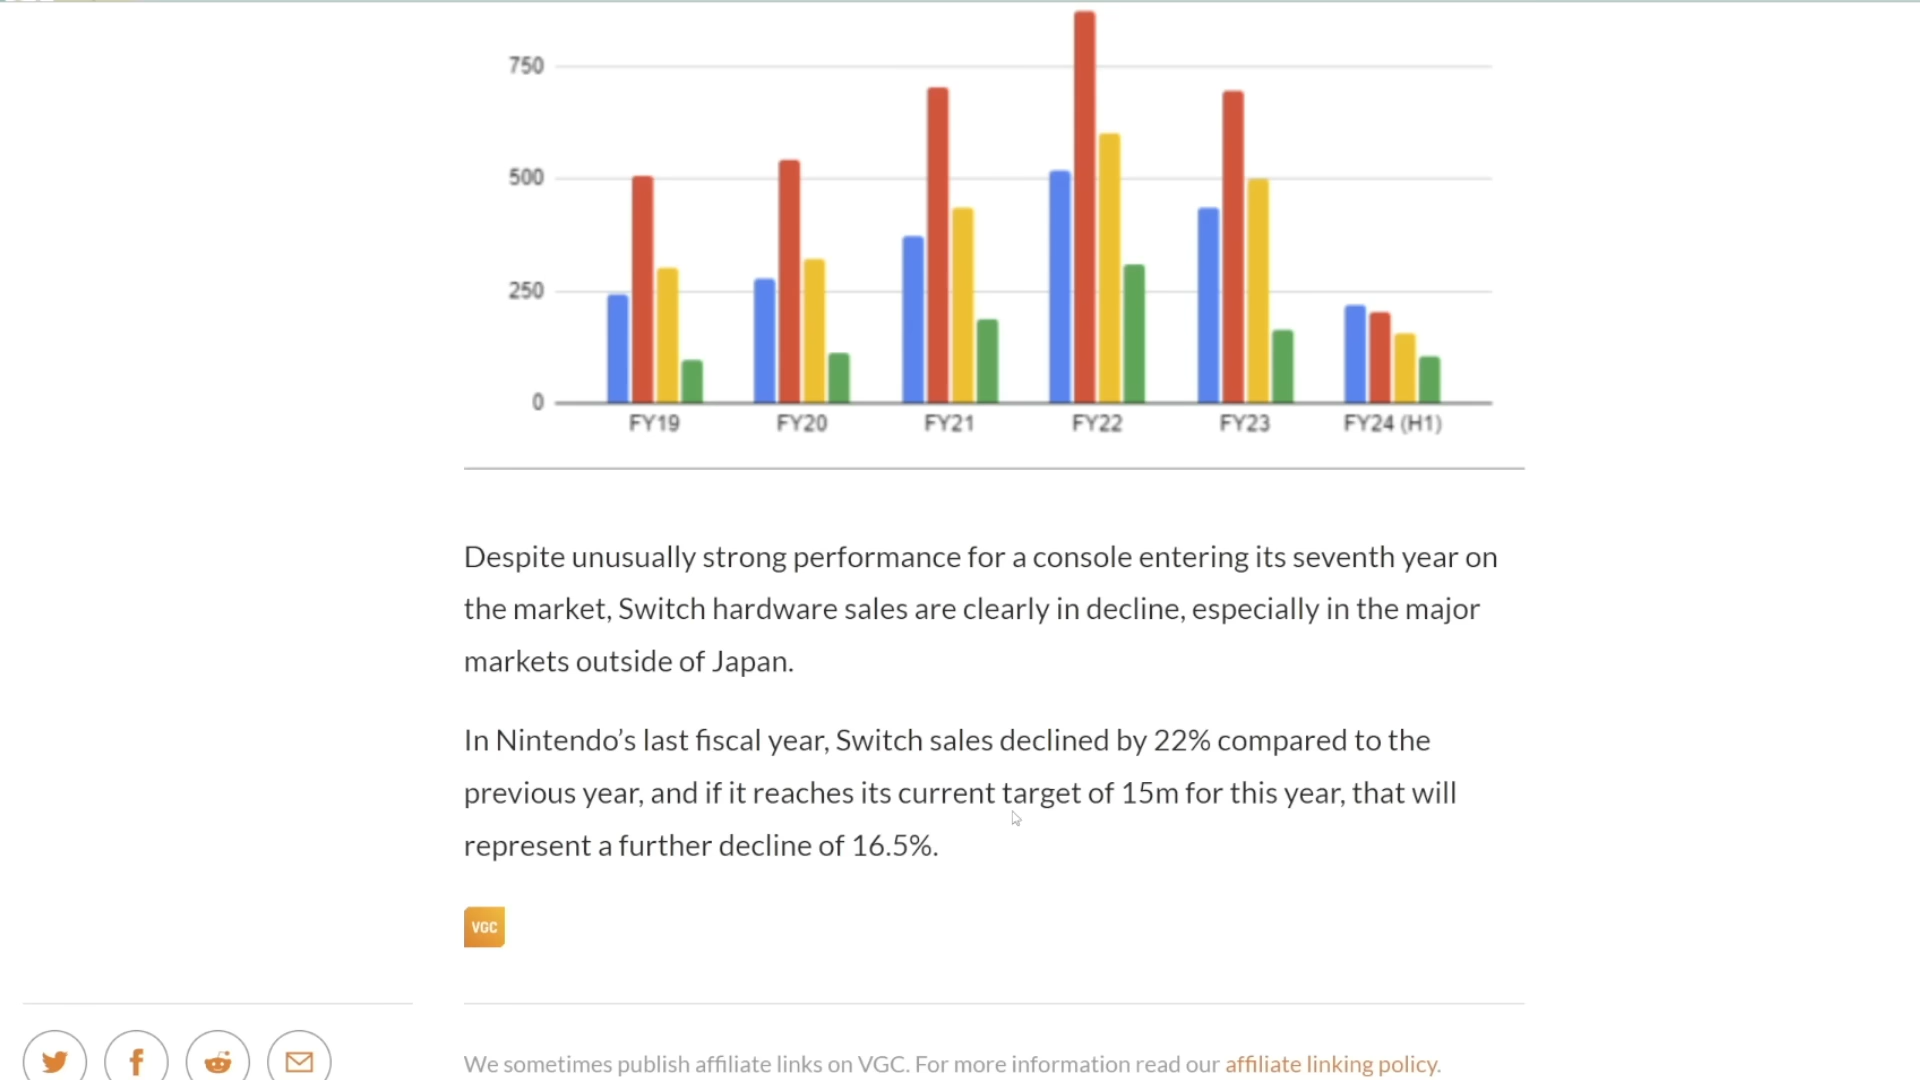 750
500
250
0
FY19 FY20 FY21 FY22 FY23 FY24 (H1)
Despite unusually strong performance for a console entering its seventh year on
the market, Switch hardware sales are clearly in decline, especially in the major
markets outside of Japan.
In Nintendo’s last fiscal year, Switch sales declined by 22% compared to the
previous year, and if it reaches its current target of 15m for this year, that will
represent a further decline of 16.5%.
VGC
We sometimes publish affiliate links on VGC. For more information read our affiliate linking policy.